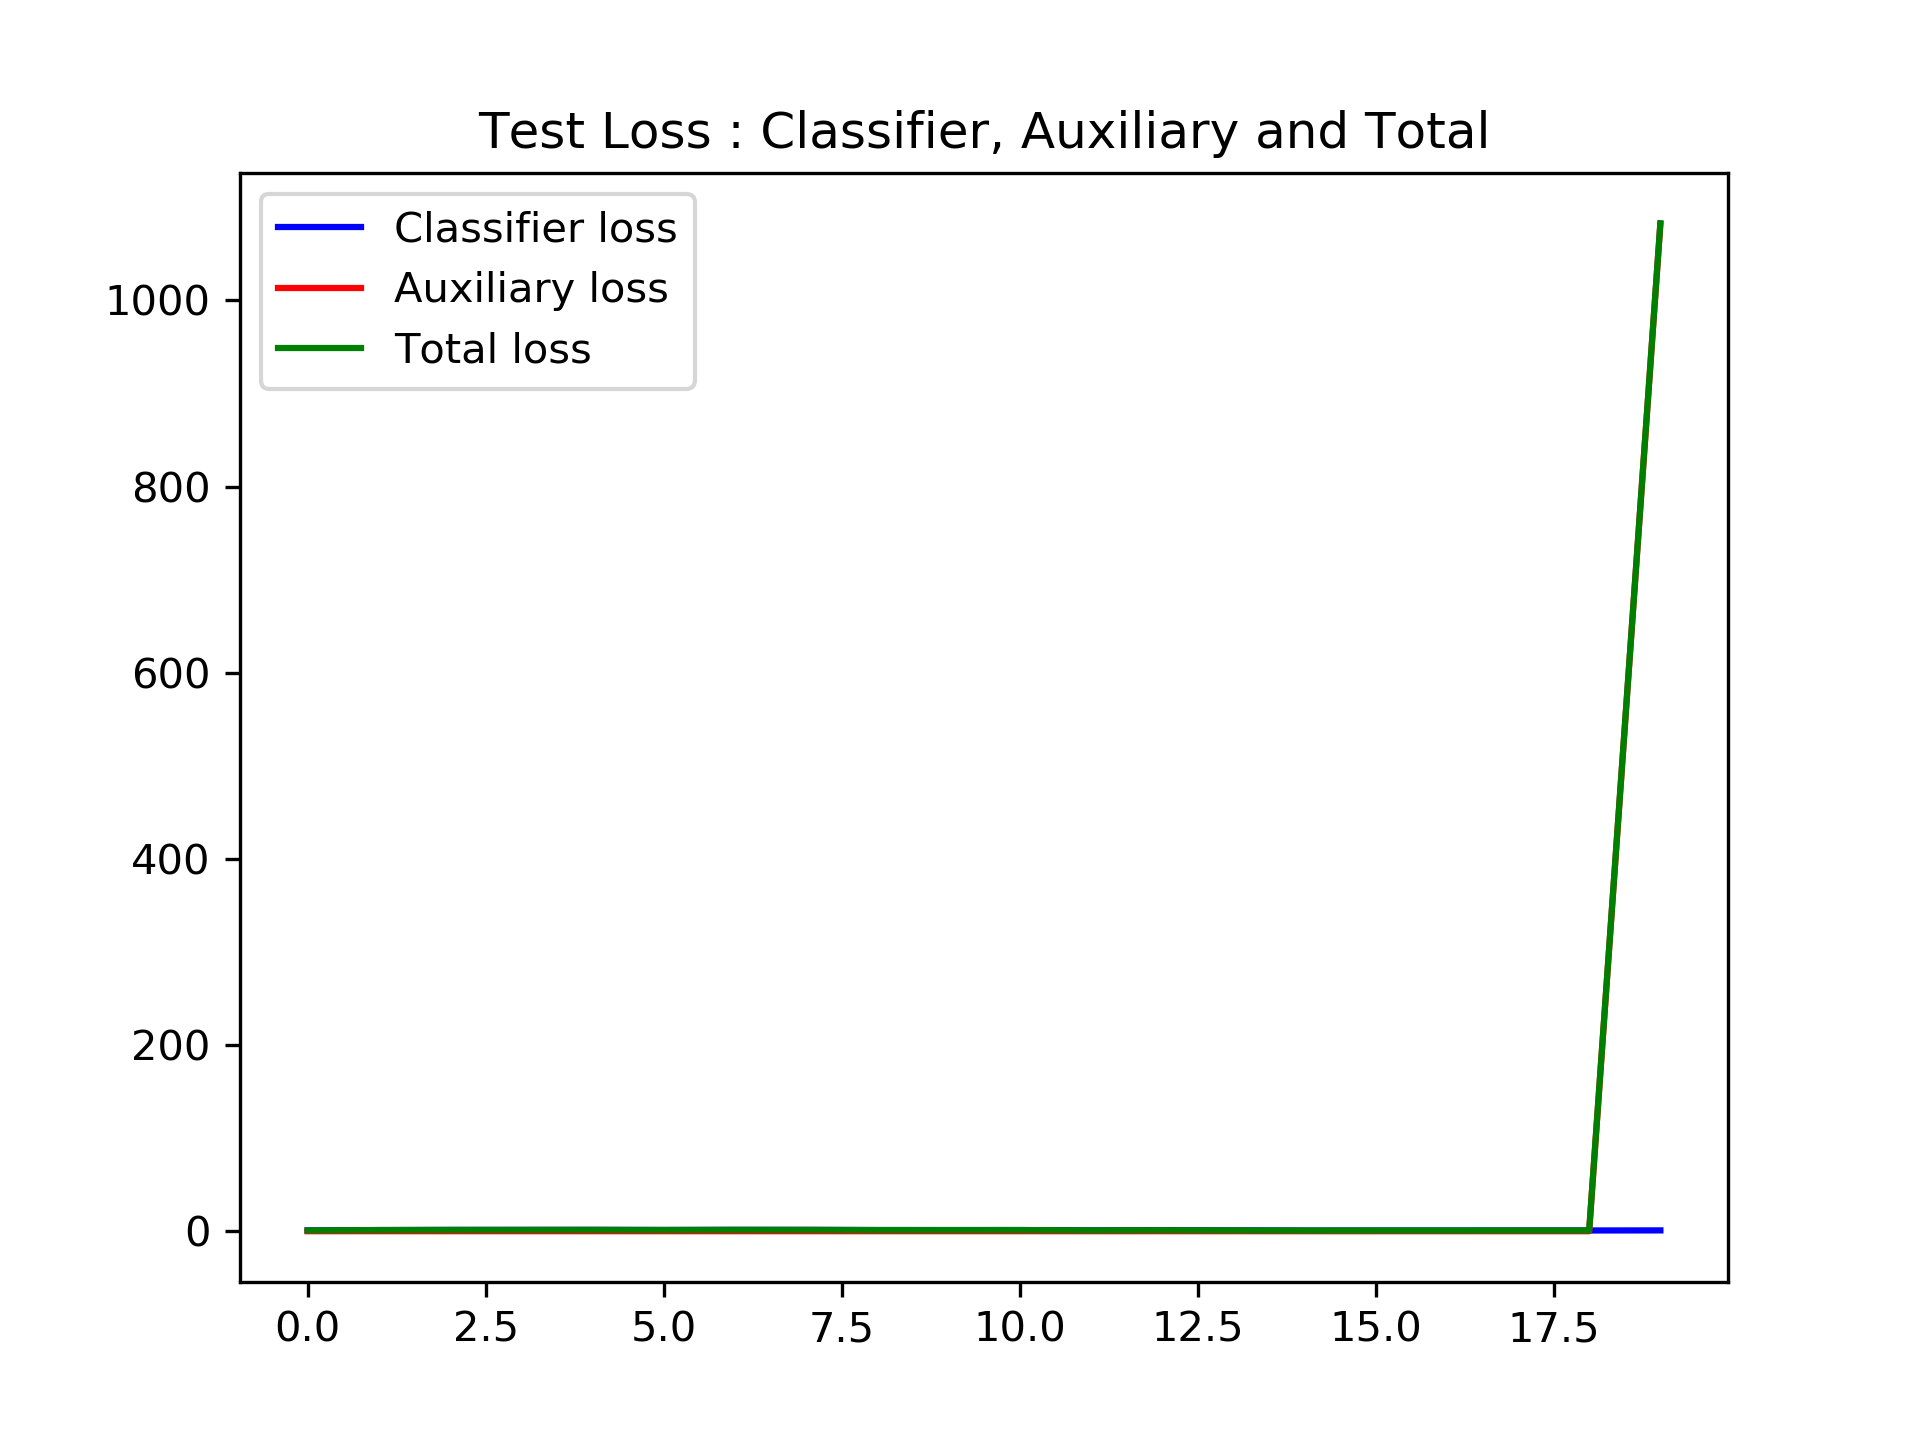 Test Loss : Classifier, Auxiliary and Total
Classifier loss
Auxiliary loss
Total loss
1000
800
600
400
200
0
0.0 2.5 5.0 7.5 10.0 12.5 15.0 17.5